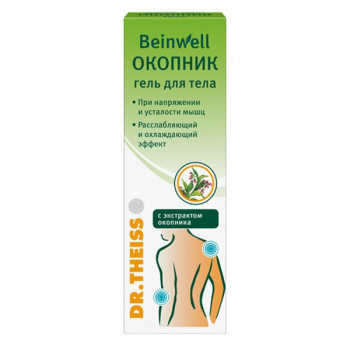 Beinwell
ОКОПНИК
гель для тела
• При напряжении
и усталости мышц
• Расслабляющий
и охлаждающий
эффект
с экстрактом
окопника
DR.THEISS